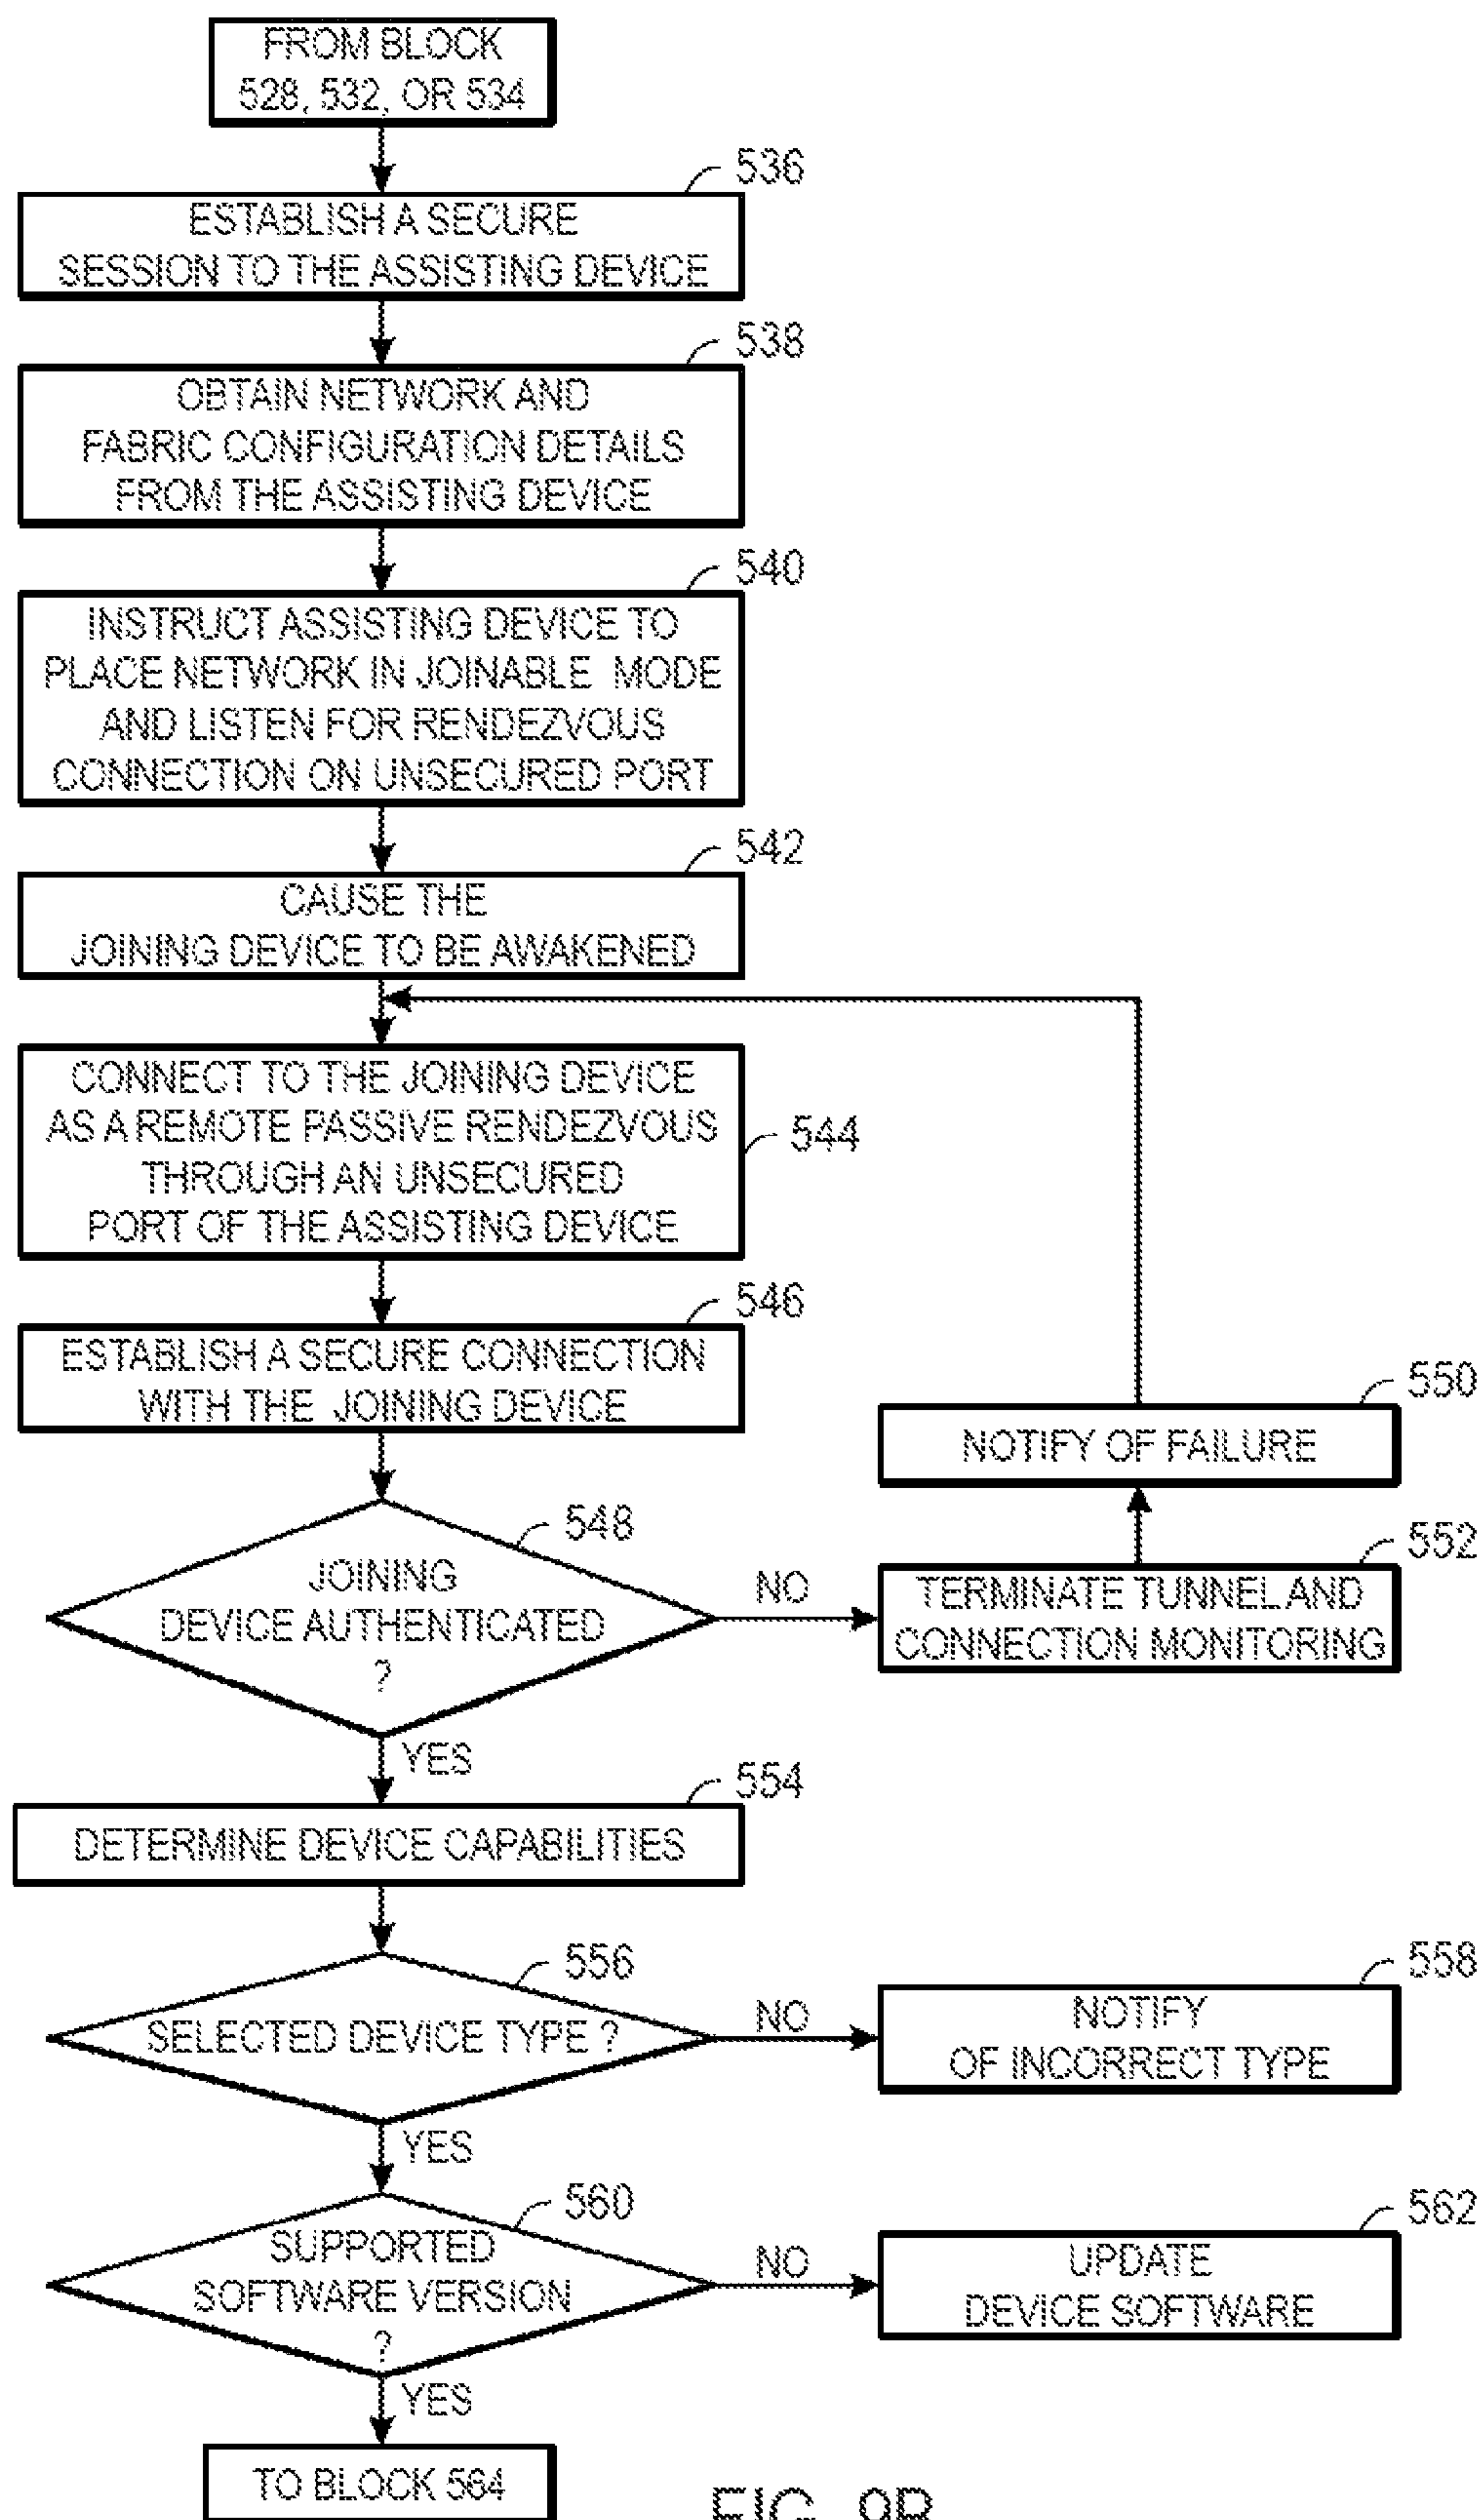 FROM BLOCK
528, 532, OR 534
536
ESTABLISH A SECURE
SESSION TO THE ASSISTING DEVICE
538
OBTAIN NETWORK AND
FABRIC CONFIGURATION DETAILS
FROM THE ASSISTING DEVICE
540
INSTRUCT ASSISTING DEVICE TO
PLACE NETWORK IN JOINABLE MODE
AND LISTEN FOR RENDEZVOUS
CONNECTION ON UNSECURED PORT
542
CAUSE THE
JOINING DEVICE TO BE AWAKENED
CONNECT TO THE JOINING DEVICE
AS A REMOTE PASSIVE RENDEZVOUS
THROUGH AN UNSECURED
PORT OF THE ASSISTING DEVICE
544
546
ESTABLISH A SECURE CONNECTION
WITH THE JOINING DEVICE
550
NOTIFY OF FAILURE
548
JOINING
DEVICE AUTHENTICATED
?
NO
552
TERMINATE TUNNEL AND
CONNECTION MONITORING
YES
554
DETERMINE DEVICE CAPABILITIES
556
SELECTED DEVICE TYPE ?
NO
558
NOTIFY
OF INCORRECT TYPE
YES
560
SUPPORTED
SOFTWARE VERSION
?
NO
562
UPDATE
DEVICE SOFTWARE
YES
TO BLOCK 564
FIG. 9B